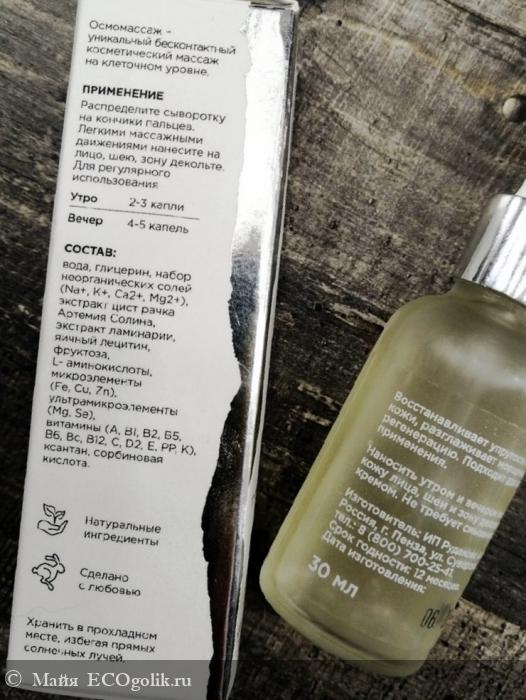 Осмомассаж –
уникальный бесконтактный
косметический массаж
на клеточном уровне.
ПРИМЕНЕНИЕ
Распределите сыворотку
на кончики пальцев.
Легкими массажными
движениями нанесите на
лицо, шею, зону декольте.
Для регулярного
использования
Утро 2-3 капли
Вечер 4-5 капель
СОСТАВ:
вода, глицерин, набор
неорганических солей
(Na+, K+, Ca2+, Mg2+),
экстракт цист рачка
Артемия Солина,
экстракт ламинарии,
яичный лецитин,
фруктоза,
L- аминокислоты,
микроэлементы
(Fe, Cu, Zn),
ультрамикроэлементы
(Mg, Se),
витамины (A, B1, B2, Б5,
B6, Bc, B12, C, D2, E, PP, K),
ксантан, сорбиновая
кислота.
Натуральные
ингредиенты
Сделано
с любовью
Хранить в прохладном
месте, избегая прямых
солнечных лучей.
Восстанавливает
кожи, разглаживает
регенерацию. Подходит
применения.
Наносить утром и вечером
кожу лица, шеи и зону
кремом. Не требует
Изготовитель: ИП
Россия, г. Пенза, ул.
тел.: 8 (800) 700-25-41.
Срок годности: 12 месяцев.
Дата изготовления:
30 мл
06
© Майя ECOgolik.ru